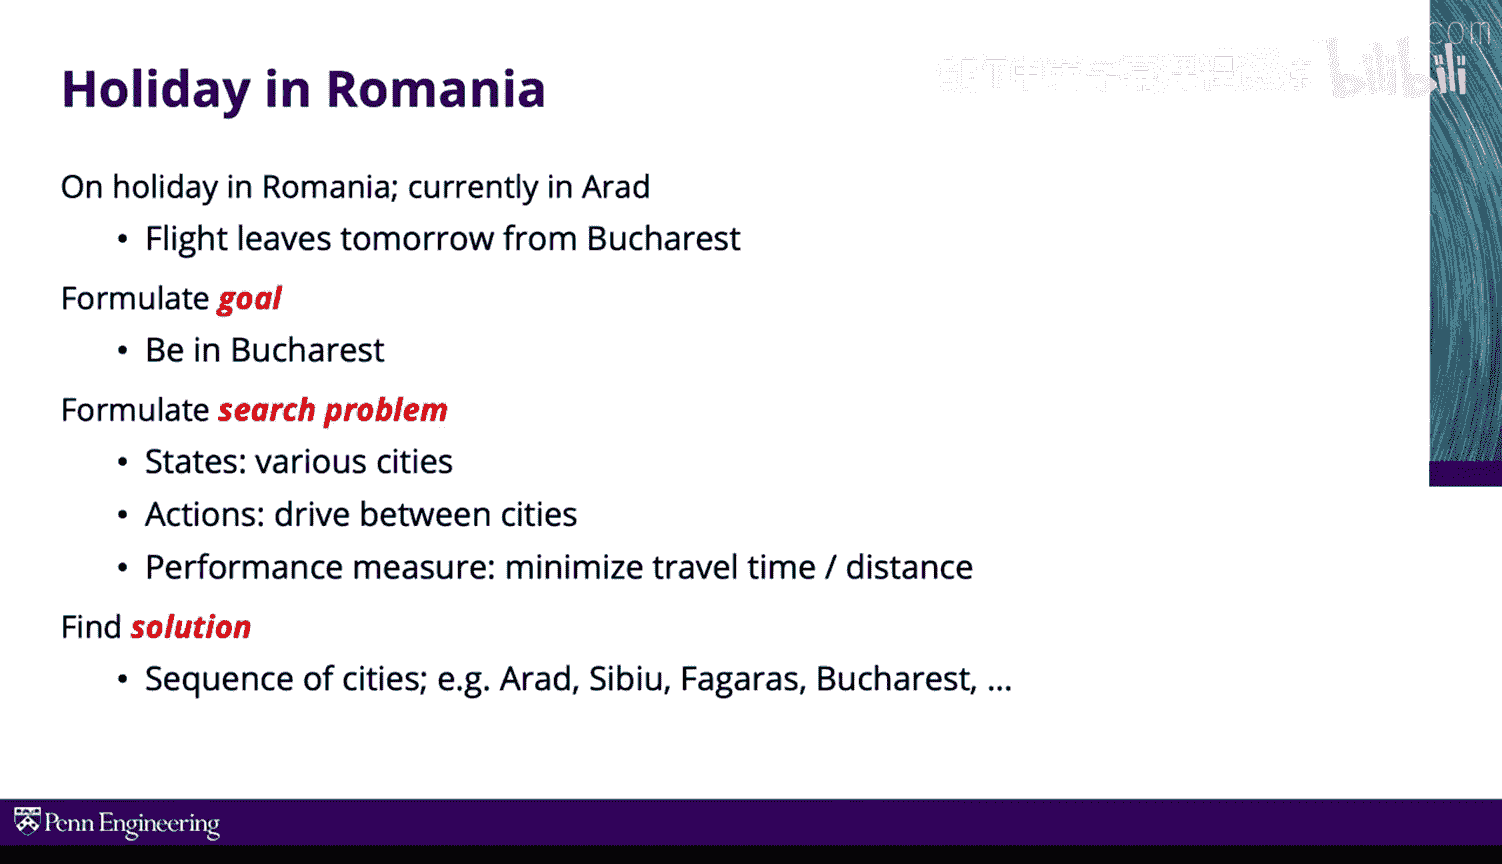 com
bilibili
Holiday in Romania
On holiday in Romania; currently in Arad
• Flight leaves tomorrow from Bucharest
Formulate goal
• Be in Bucharest
Formulate search problem
• States: various cities
• Actions: drive between cities
• Performance measure: minimize travel time / distance
Find solution
• Sequence of cities; e.g. Arad, Sibiu, Fagaras, Bucharest, ...
Penn Engineering